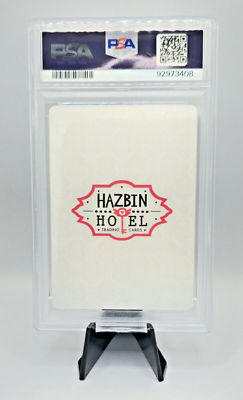 PSA
PSA
92973408
HAZBIN
HOTEL
TRADING CARDS